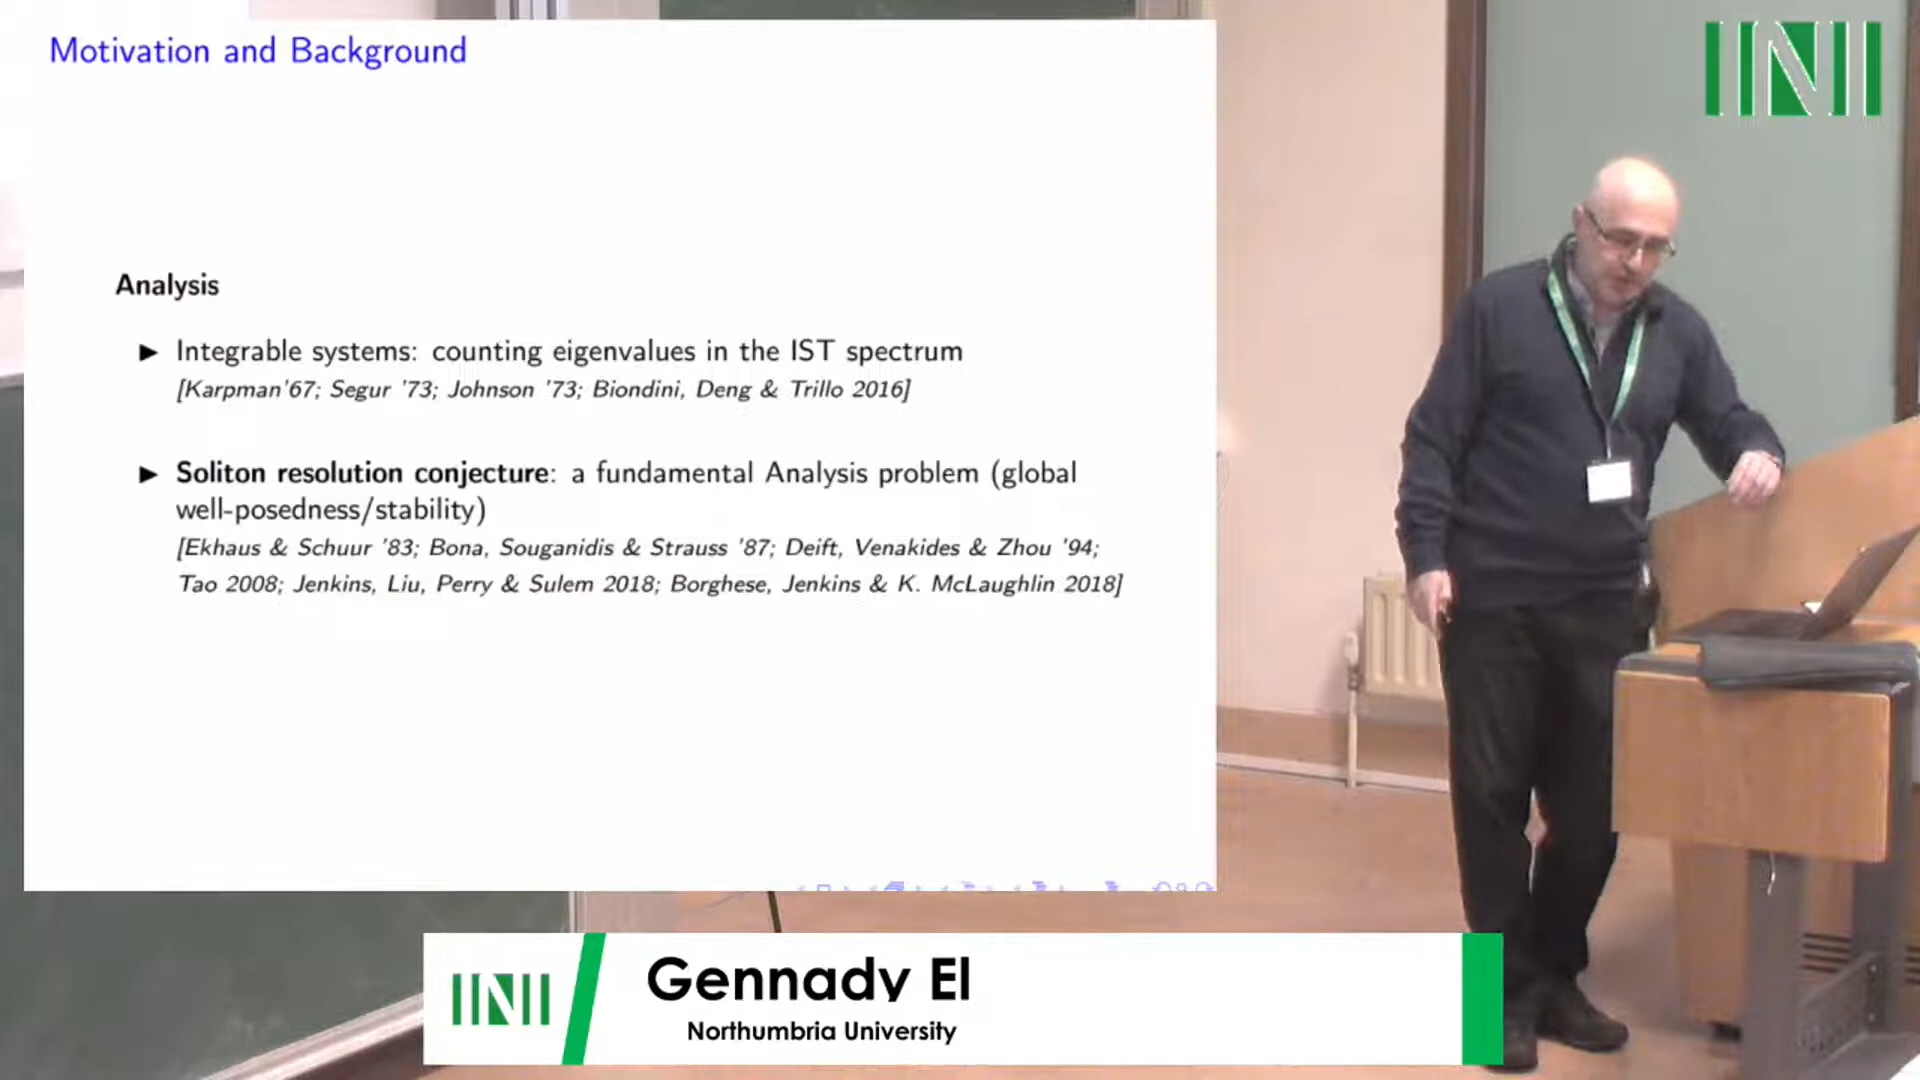 Motivation and Background
INI
Analysis
▶ Integrable systems: counting eigenvalues in the IST spectrum
[Karpman'67; Segur '73; Johnson '73; Biondini, Deng & Trillo 2016]
▶ Soliton resolution conjecture: a fundamental Analysis problem (global
well-posedness/stability)
[Ekhaus & Schuur '83; Bona, Souganidis & Strauss '87; Deift, Venakides & Zhou '94;
Tao 2008; Jenkins, Liu, Perry & Sulem 2018; Borghese, Jenkins & K. McLaughlin 2018]
INI
Gennady El
Northumbria University